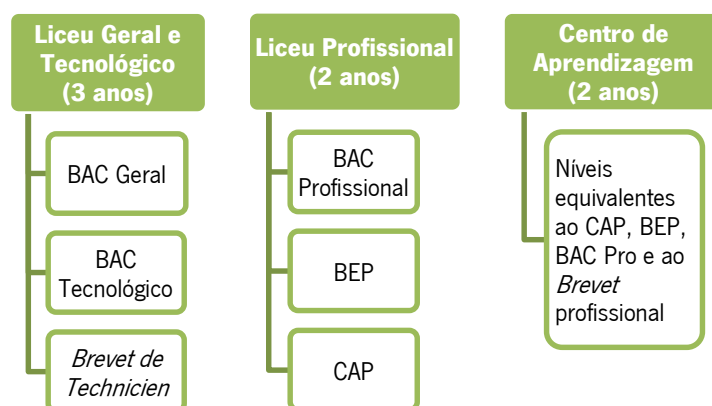 Liceu Geral e
Tecnológico
(3 anos)
BAC Geral
BAC
Tecnológico
Brevet de
Technicien
Liceu Profissional
(2 anos)
BAC
Profissional
BEP
CAP
Centro de
Aprendizagem
(2 anos)
Níveis
equivalentes
ao CAP, BEP,
BAC Pro e ao
Brevet
profissional